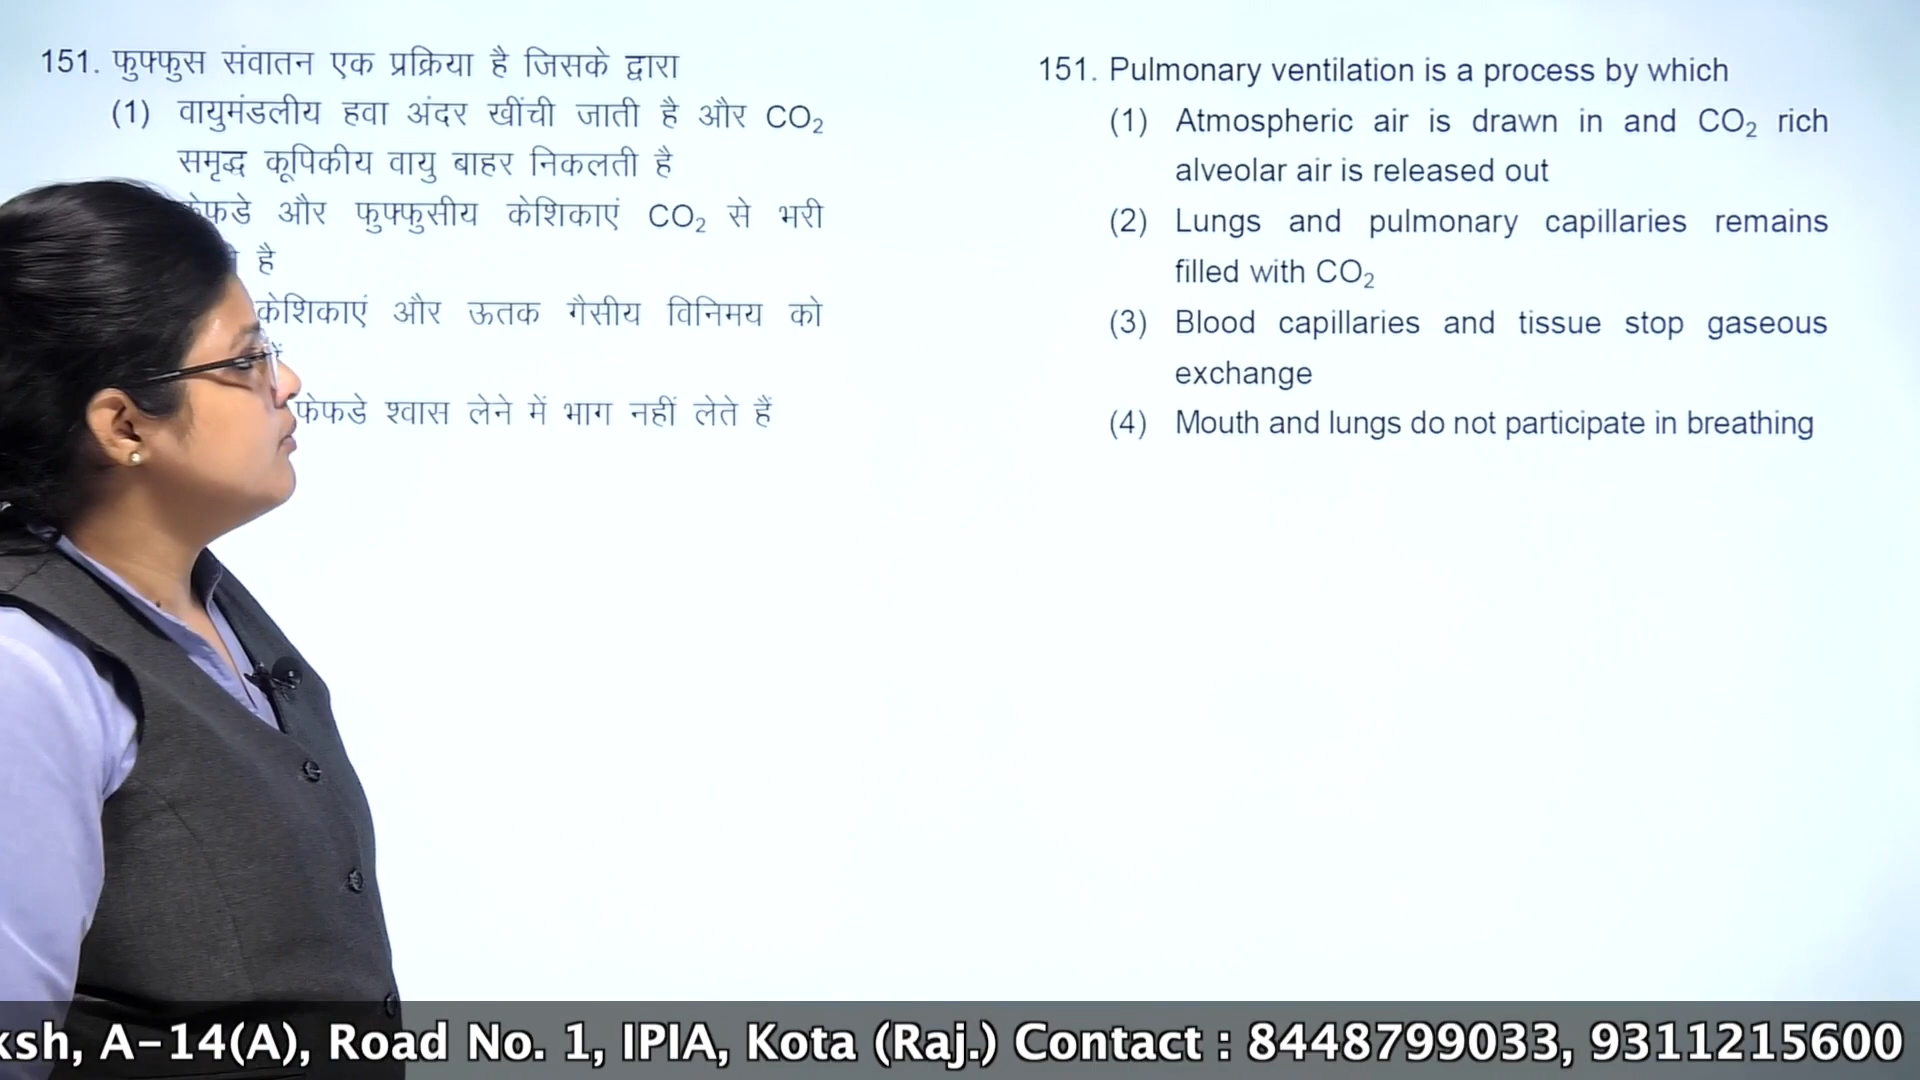 151. फुफ्फुस संवातन एक प्रक्रिया है जिसके द्वारा
(1) वायुमंडलीय हवा अंदर खींची जाती है और CO₂
समृद्ध कूपिकीय वायु बाहर निकलती है
और फुफ्फुसीय केशिकाएं CO₂ से भरी
है
केशिकाएं और ऊतक गैसीय विनिमय को
फेफडे श्वास लेने में भाग नहीं लेते हैं
151. Pulmonary ventilation is a process by which
(1) Atmospheric air is drawn in and CO₂ rich
alveolar air is released out
(2) Lungs and pulmonary capillaries remains
filled with CO₂
(3) Blood capillaries and tissue stop gaseous
exchange
(4) Mouth and lungs do not participate in breathing
A-14(A), Road No. 1, IPIA, Kota (Raj.) Contact : 8448799033, 9311215600